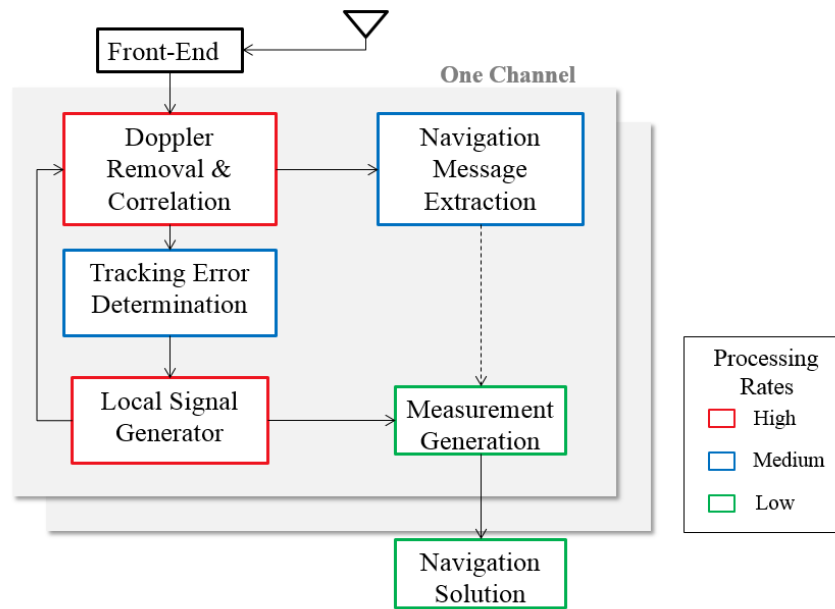 Front-End
One Channel
Doppler
Removal &
Correlation
Navigation
Message
Extraction
Tracking Error
Determination
Local Signal
Generator
Measurement
Generation
Navigation
Solution
Processing
Rates
High
Medium
Low